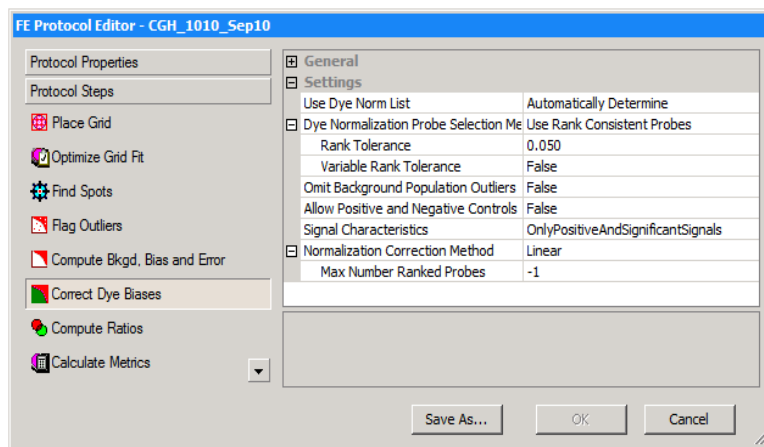 FE Protocol Editor - CGH_1010_Sep10
Protocol Properties
Protocol Steps
Place Grid
Optimize Grid Fit
Find Spots
Flag Outliers
Compute Bkgd, Bias and Error
Correct Dye Biases
Compute Ratios
Calculate Metrics
General
Settings
Use Dye Norm List Automatically Determine
Dye Normalization Probe Selection Me Use Rank Consistent Probes
Rank Tolerance 0.050
Variable Rank Tolerance False
Omit Background Population Outliers False
Allow Positive and Negative Controls False
Signal Characteristics OnlyPositiveAndSignificantSignals
Normalization Correction Method Linear
Max Number Ranked Probes -1
Save As... OK Cancel